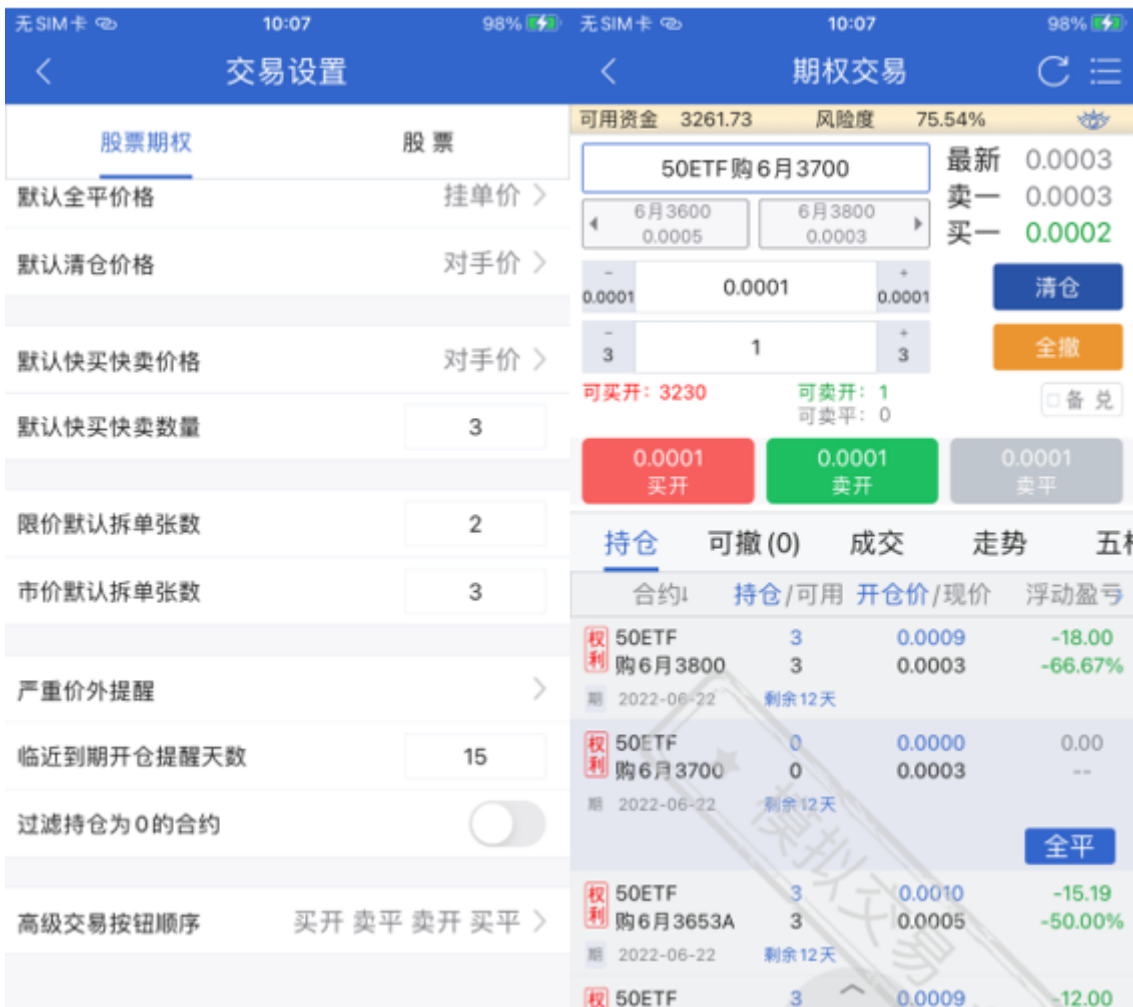 无SIM卡 10:07 98%
交易设置
股票期权 股 票
默认全平价格 挂单价
默认清仓价格 对手价
默认快买快卖价格 对手价
默认快买快卖数量 3
限价默认拆单张数 2
市价默认拆单张数 3
严重价外提醒
临近到期开仓提醒天数 15
过滤持仓为0的合约
高级交易按钮顺序 买开 卖平 卖开 买平
无SIM卡 10:07 98%
期权交易
可用资金 3261.73 风险度 75.54%
50ETF购6月3700
最新 0.0003
卖一 0.0003
买一 0.0002
6月3600 6月3800
0.0005 0.0003
- +
0.0001 0.0001 0.0001
清仓
- +
3 1 3
全撤
可买开：3230 可卖开：1
可卖平：0
备 兑
0.0001 0.0001 0.0001
买开 卖开 卖平
持仓 可撤(0) 成交 走势
合约↓ 持仓/可用 开仓价/现价 浮动盈亏
权利 50ETF 3 0.0009 -18.00
购6月3800 3 0.0003 -66.67%
期 2022-06-22 剩余12天
权利 50ETF 0 0.0000 0.00
购6月3700 0 0.0003 --
期 2022-06-22 剩余12天
全平
权利 50ETF 3 0.0010 -15.19
购6月3653A 3 0.0005 -50.00%
期 2022-06-22 剩余12天
权 50ETF 3 0.0009 -12.00
模拟交易